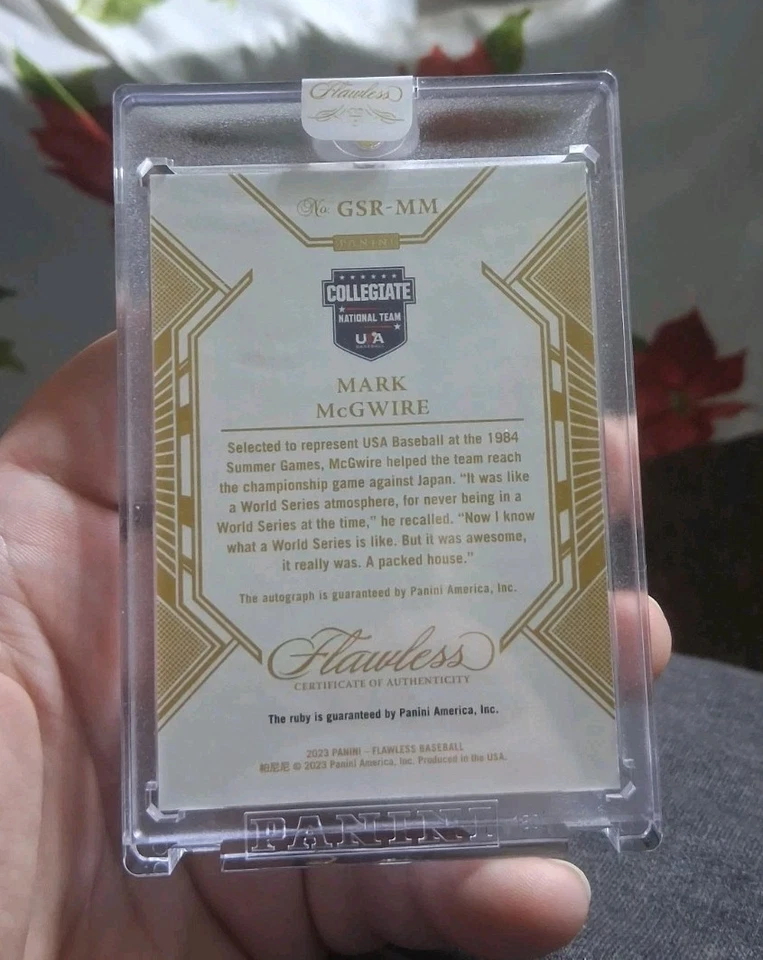 Flawless
No. GSR-MM
PANINI
COLLEGIATE
NATIONAL TEAM
USA
BASEBALL
MARK
McGWIRE
Selected to represent USA Baseball at the 1984
Summer Games, McGwire helped the team reach
the championship game against Japan. “It was like
a World Series atmosphere, for never being in a
World Series at the time,” he recalled. “Now I know
what a World Series is like. But it was awesome,
it really was. A packed house.”
The autograph is guaranteed by Panini America, Inc.
Flawless
CERTIFICATE OF AUTHENTICITY
The ruby is guaranteed by Panini America, Inc.
2023 PANINI – FLAWLESS BASEBALL
帕尼尼 © 2023 Panini America, Inc. Produced in the USA.
PANINI